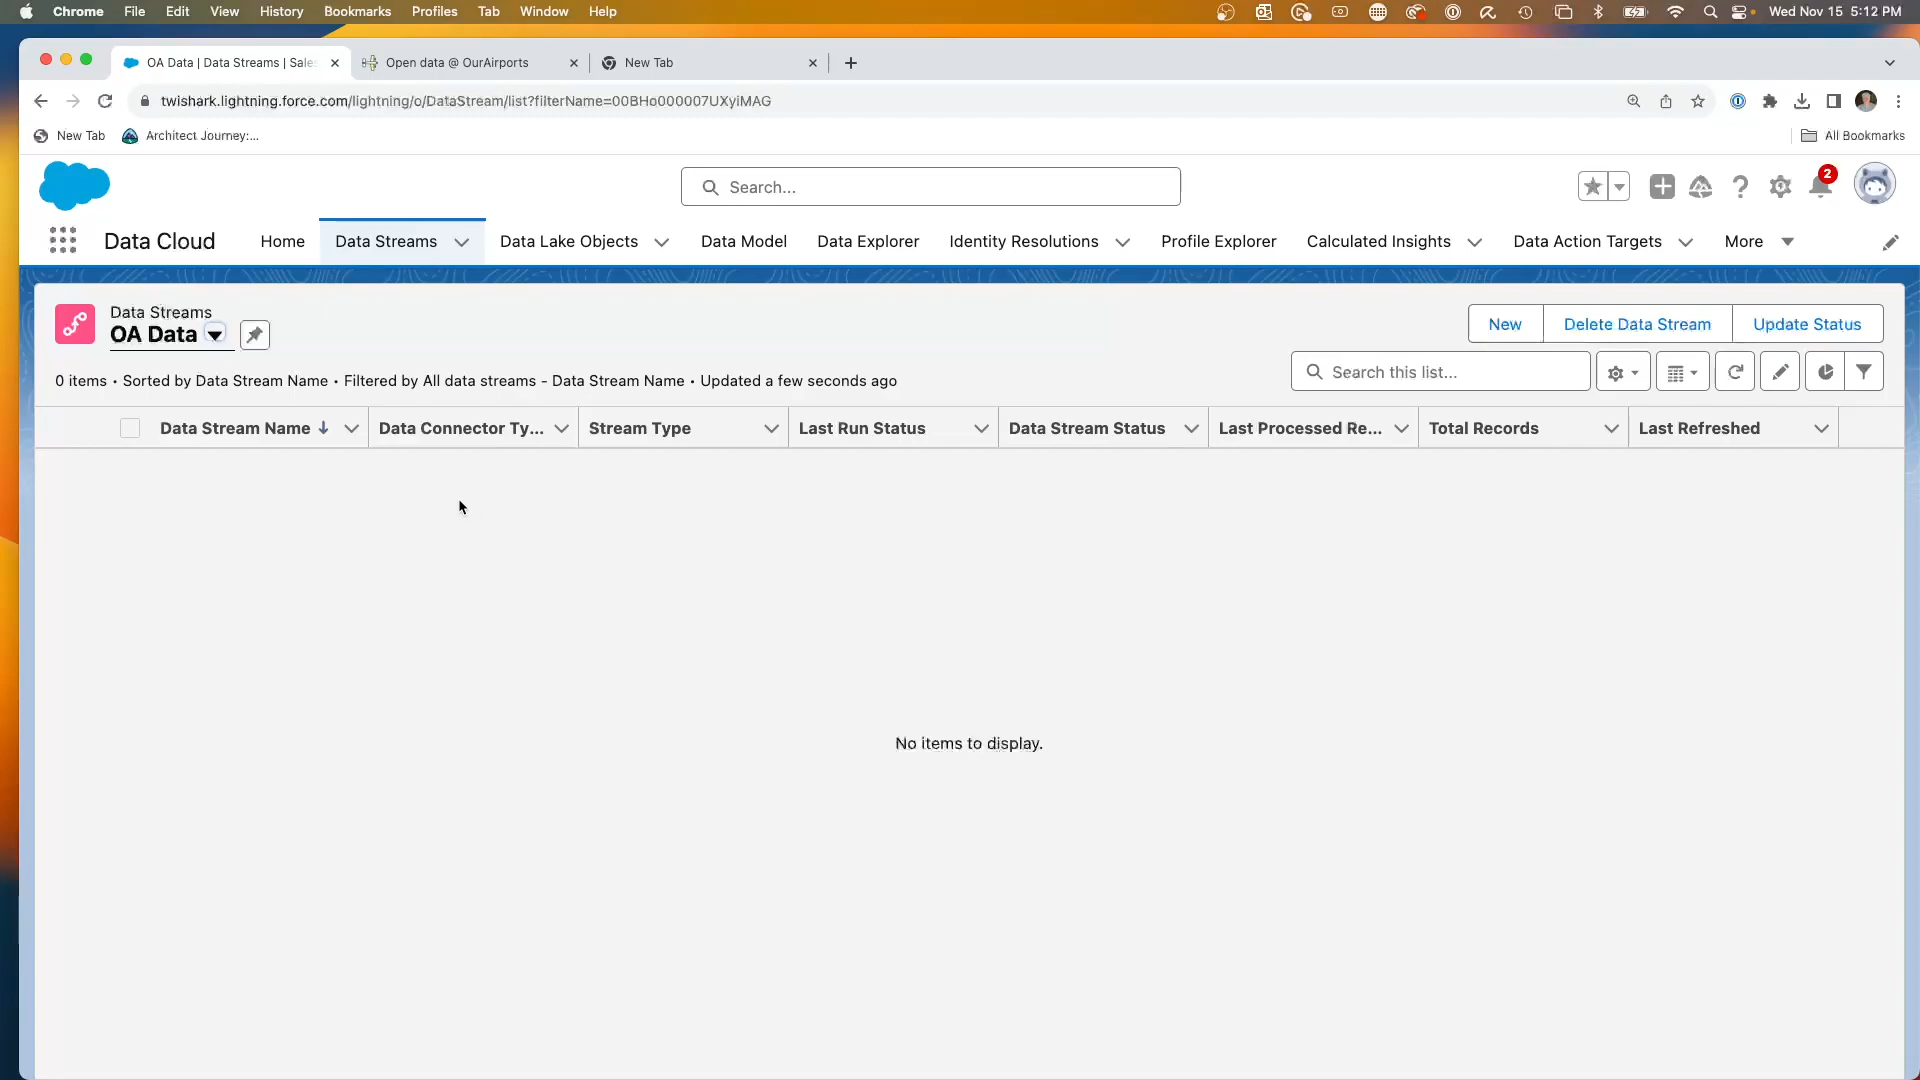 Chrome File Edit View History Bookmarks Profiles Tab Window Help Wed Nov 15 5:12 PM
OA Data | Data Streams | Sale Open data @ OurAirports New Tab
twishark.lightning.force.com/lightning/o/DataStream/list?filterName=00BHo000007UXyiMAG
New Tab Architect Journey:... All Bookmarks
Search... 2
Data Cloud Home Data Streams Data Lake Objects Data Model Data Explorer Identity Resolutions Profile Explorer Calculated Insights Data Action Targets More
Data Streams
OA Data New Delete Data Stream Update Status
0 items • Sorted by Data Stream Name • Filtered by All data streams - Data Stream Name • Updated a few seconds ago Search this list...
Data Stream Name Data Connector Ty... Stream Type Last Run Status Data Stream Status Last Processed Re... Total Records Last Refreshed
No items to display.